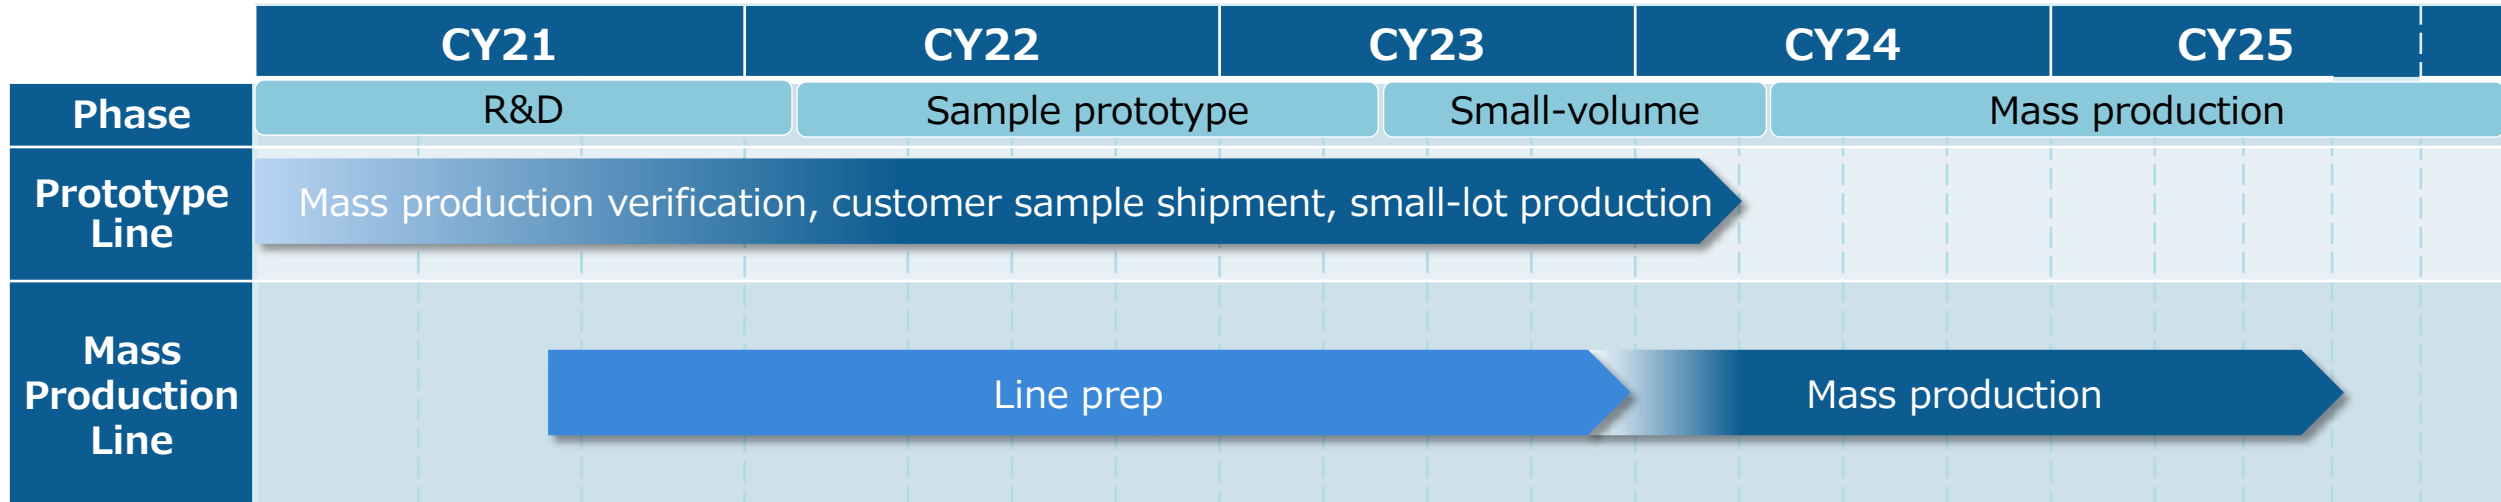 CY21 CY22 CY23 CY24 CY25
Phase R&D Sample prototype Small-volume Mass production
Prototype
Line
Mass production verification, customer sample shipment, small-lot production
Mass
Production
Line
Line prep Mass production